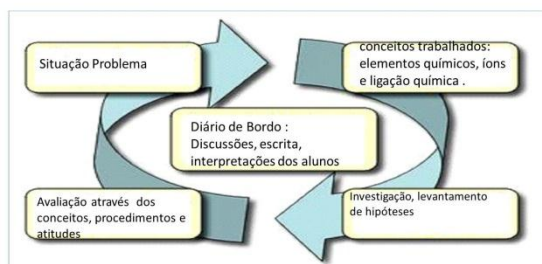 Situação Problema
conceitos trabalhados:
elementos químicos, íons
e ligação química .
Diário de Bordo :
Discussões, escrita,
interpretações dos alunos
Avaliação através dos
conceitos, procedimentos e
atitudes
Investigação, levantamento
de hipóteses